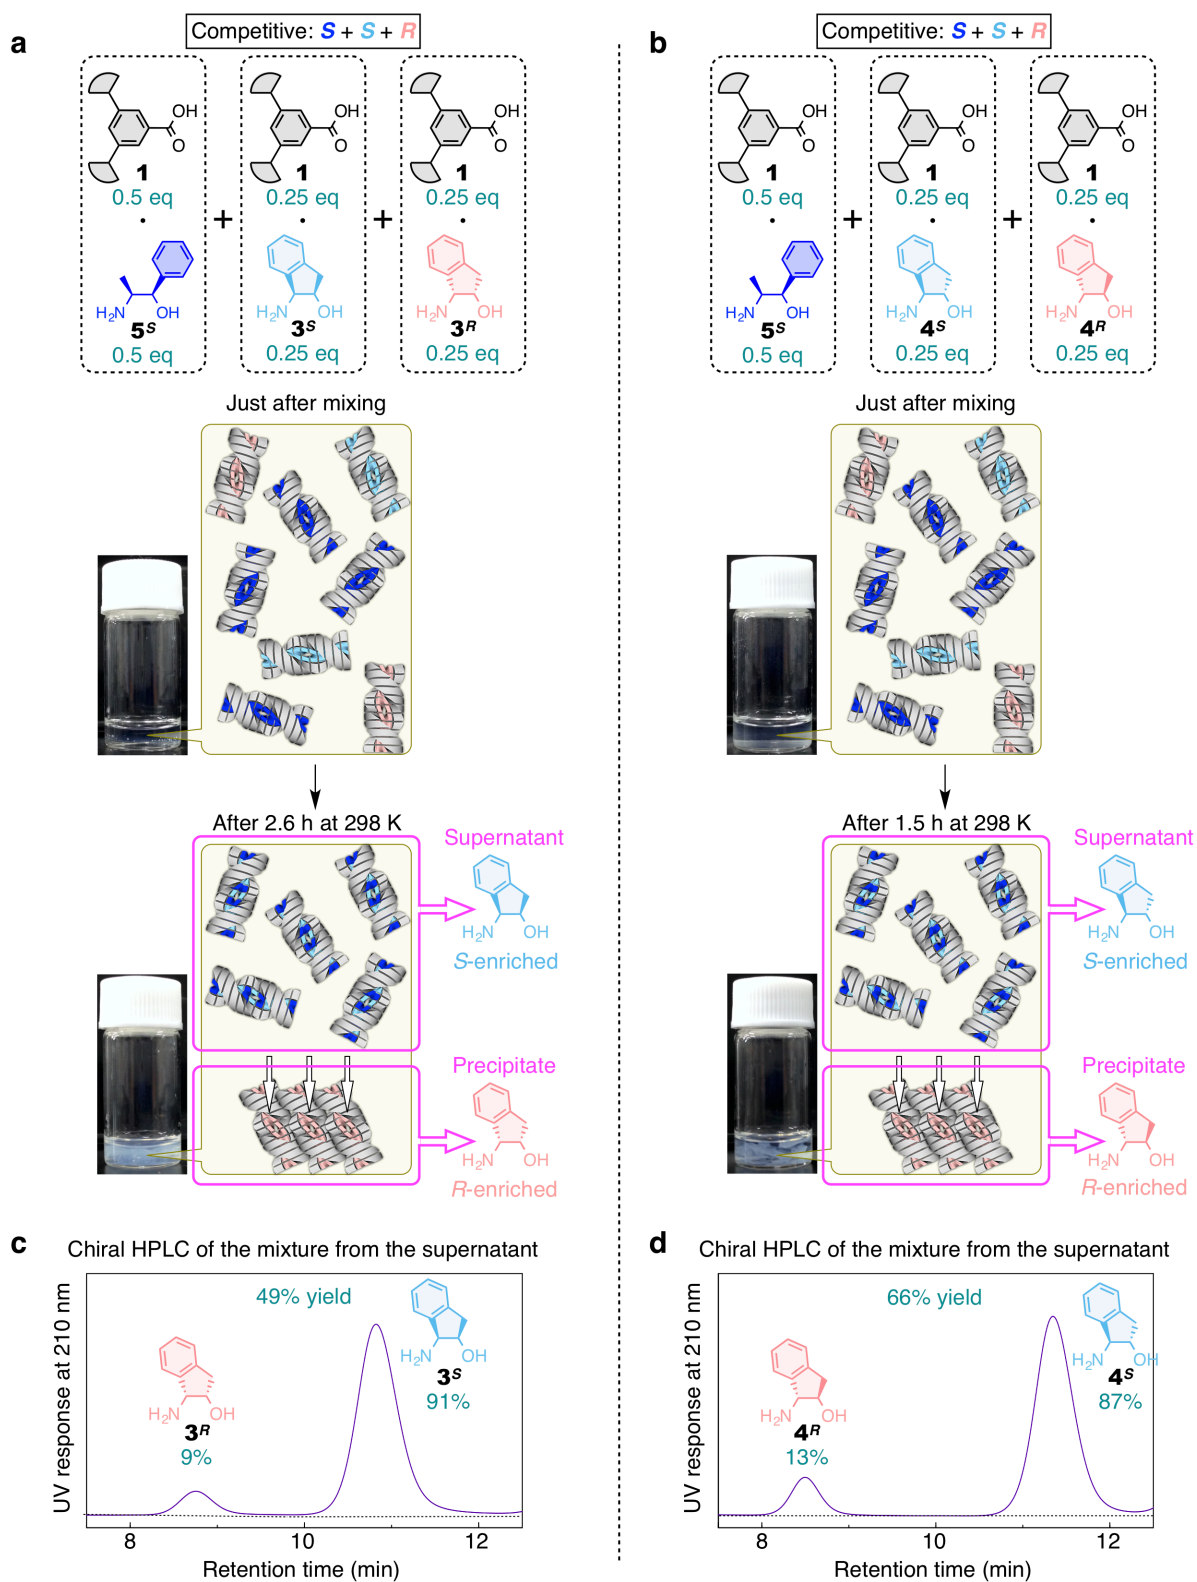 a
Competitive: S + S + R
OH
O
1
0.5 eq
·
H2N
OH
5S
0.5 eq
+
OH
O
1
0.25 eq
·
H2N
OH
3S
0.25 eq
+
OH
O
1
0.25 eq
·
H2N
OH
3R
0.25 eq
Just after mixing
After 2.6 h at 298 K
Supernatant
H2N
OH
S-enriched
Precipitate
H2N
OH
R-enriched
b
Competitive: S + S + R
OH
O
1
0.5 eq
·
H2N
OH
5S
0.5 eq
+
OH
O
1
0.25 eq
·
H2N
OH
4S
0.25 eq
+
OH
O
1
0.25 eq
·
H2N
OH
4R
0.25 eq
Just after mixing
After 1.5 h at 298 K
Supernatant
H2N
OH
S-enriched
Precipitate
H2N
OH
R-enriched
c
Chiral HPLC of the mixture from the supernatant
UV response at 210 nm
49% yield
H2N
OH
3R
9%
H2N
OH
3S
91%
8
10
12
Retention time (min)
d
Chiral HPLC of the mixture from the supernatant
UV response at 210 nm
66% yield
H2N
OH
4R
13%
H2N
OH
4S
87%
8
10
12
Retention time (min)